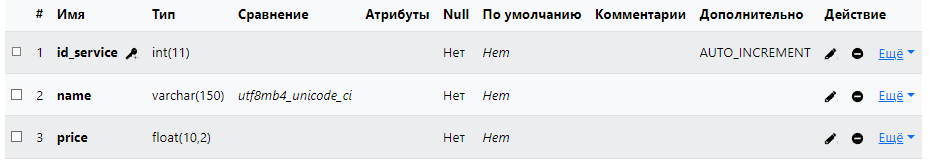 # Имя Тип Сравнение Атрибуты Null По умолчанию Комментарии Дополнительно Действие
1 id_service int(11) Нет Нет AUTO_INCREMENT Ещё
2 name varchar(150) utf8mb4_unicode_ci Нет Нет Ещё
3 price float(10,2) Нет Нет Ещё